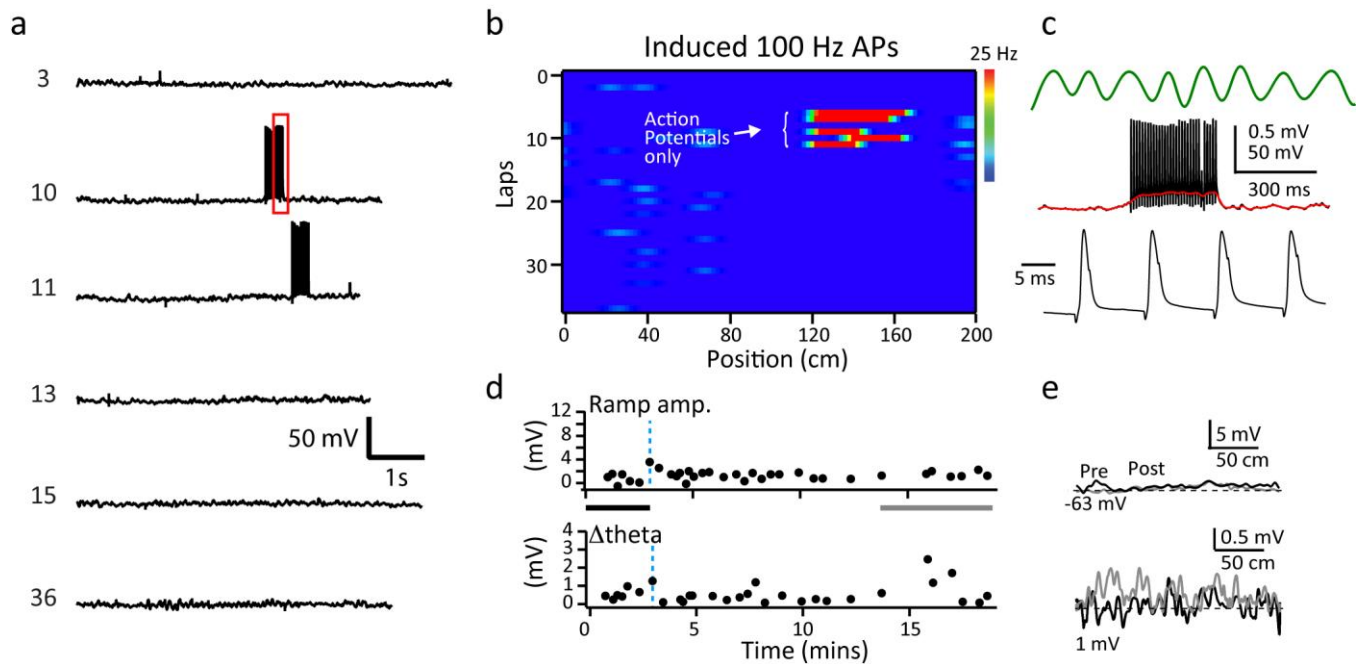 a
3
10
11
13
15
36
50 mV
1s
b
Induced 100 Hz APs
25 Hz
Laps
0
10
20
30
Action
Potentials
only
0 40 80 120 160 200
Position (cm)
c
0.5 mV
50 mV
300 ms
5 ms
d
Ramp amp.
(mV)
12
8
4
2
0
Δtheta
(mV)
4
3
2
1
0
0 5 10 15
Time (mins)
e
5 mV
50 cm
Pre Post
-63 mV
0.5 mV
50 cm
1 mV